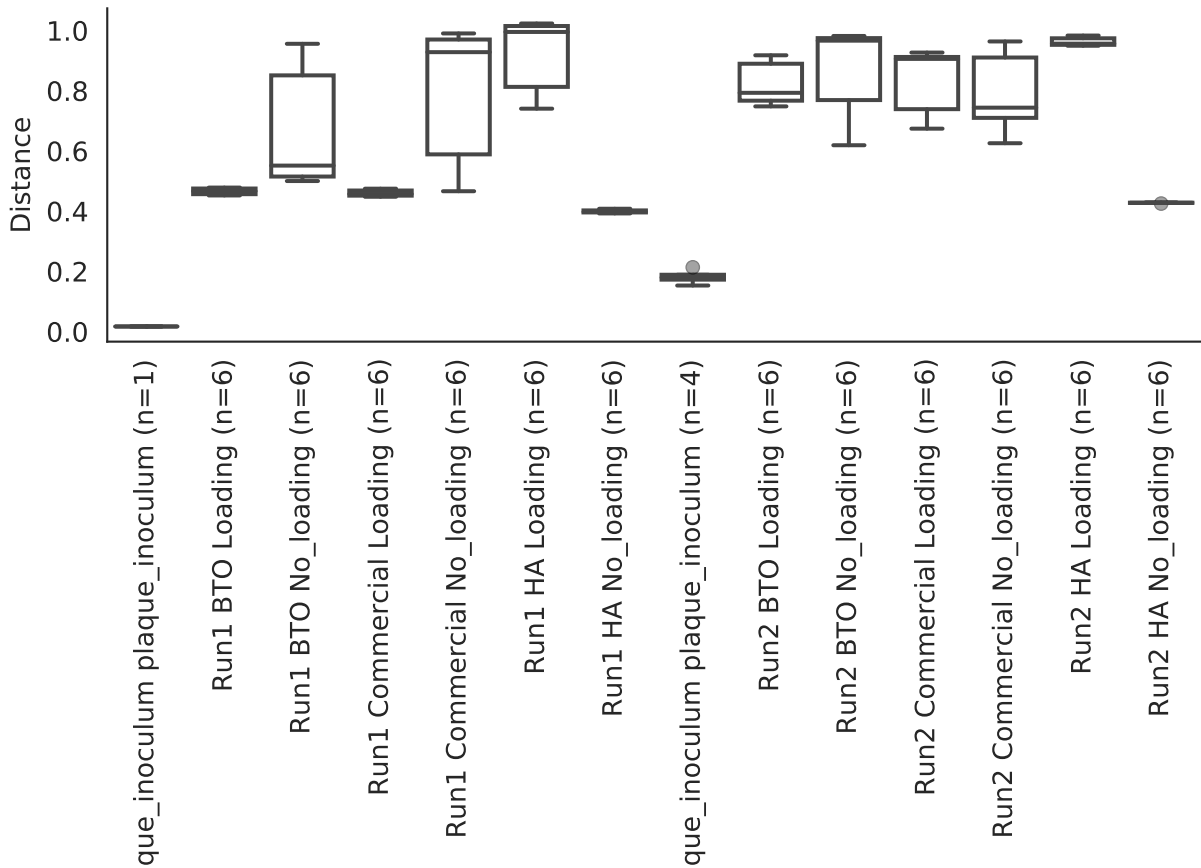 Distance
1.0
0.8
0.6
0.4
0.2
0.0
que_inoculum plaque_inoculum (n=1)
Run1 BTO Loading (n=6)
Run1 BTO No_loading (n=6)
Run1 Commercial Loading (n=6)
Run1 Commercial No_loading (n=6)
Run1 HA Loading (n=6)
Run1 HA No_loading (n=6)
que_inoculum plaque_inoculum (n=4)
Run2 BTO Loading (n=6)
Run2 BTO No_loading (n=6)
Run2 Commercial Loading (n=6)
Run2 Commercial No_loading (n=6)
Run2 HA Loading (n=6)
Run2 HA No_loading (n=6)